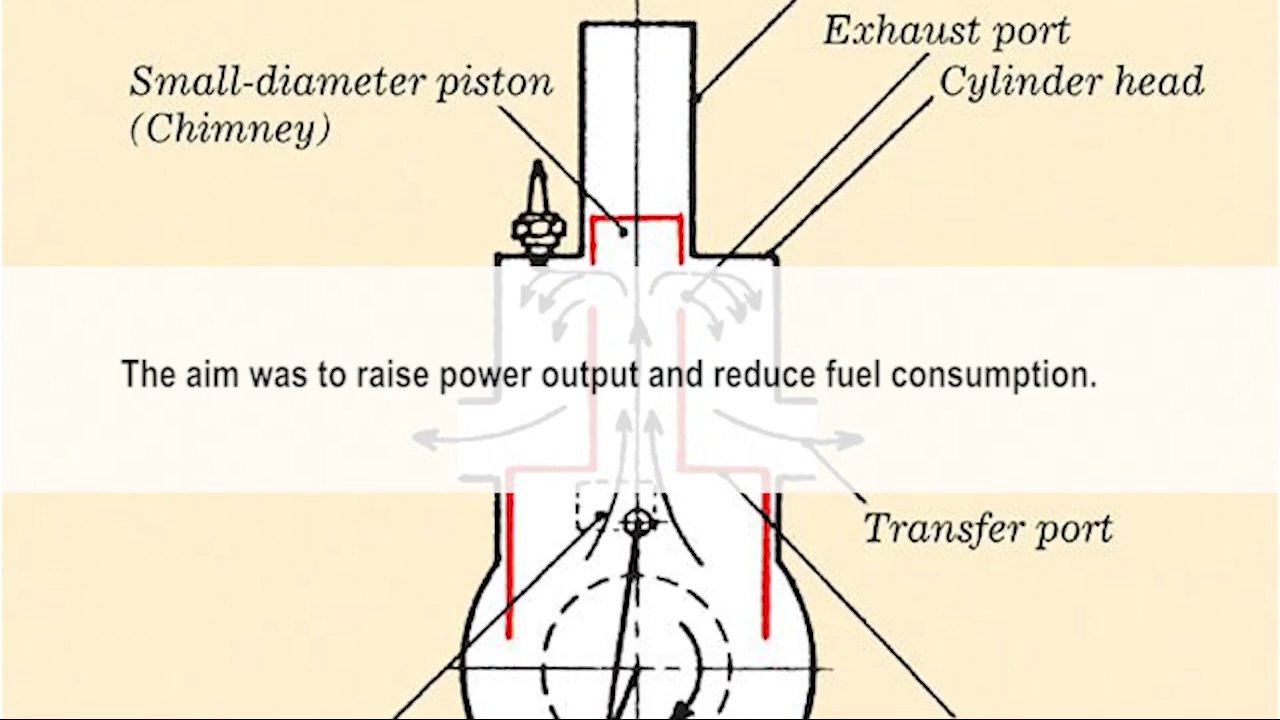 Exhaust port
Small-diameter piston
(Chimney)
Cylinder head
The aim was to raise power output and reduce fuel consumption.
Transfer port